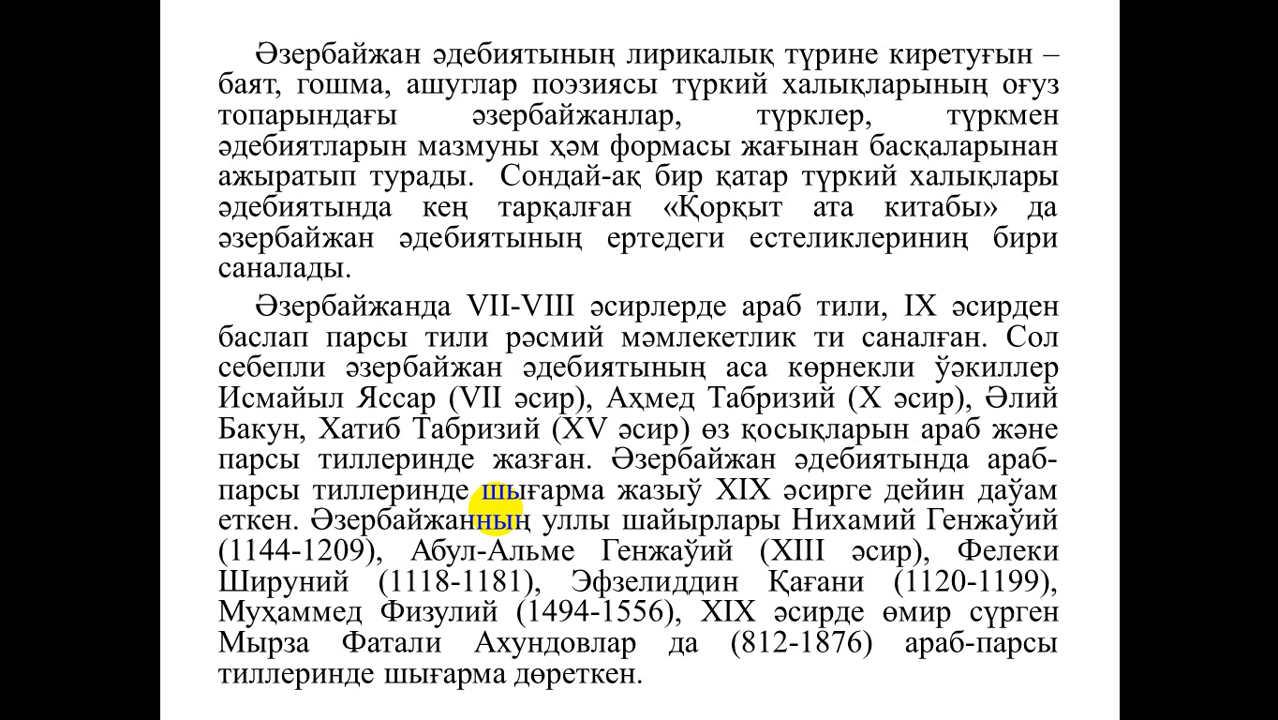 Әзербайжан әдебиятының лирикалық түрине киретуғын –
баят, гошма, ашуглар поэзиясы түркий халықларының оғуз
топарындағы әзербайжанлар, түрклер, түркмен
әдебиятларын мазмуны ҳәм формасы жағынан басқаларынан
ажыратып турады. Сондай-ақ бир қатар түркий халықлары
әдебиятында кең тарқалған «Қорқыт ата китабы» да
әзербайжан әдебиятының ертедеги естеликлериниң бири
саналады.
Әзербайжанда VII-VIII әсирлерде араб тили, IX әсирден
баслап парсы тили рәсмий мәмлекетлик ти саналған. Сол
себепли әзербайжан әдебиятының аса көрнекли ўәкиллер
Исмайыл Яссар (VII әсир), Аҳмед Табризий (X әсир), Әлий
Бакун, Хатиб Табризий (XV әсир) өз қосықларын араб және
парсы тиллеринде жазған. Әзербайжан әдебиятында араб-
парсы тиллеринде шығарма жазыў XIX әсирге дейин даўам
еткен. Әзербайжанның уллы шайырлары Нихамий Генжаўий
(1144-1209), Абул-Альме Генжаўий (XIII әсир), Фелеки
Шируний (1118-1181), Эфзелиддин Қағани (1120-1199),
Муҳаммед Физулий (1494-1556), XIX әсирде өмир сүрген
Мырза Фатали Ахундовлар да (812-1876) араб-парсы
тиллеринде шығарма дөреткен.